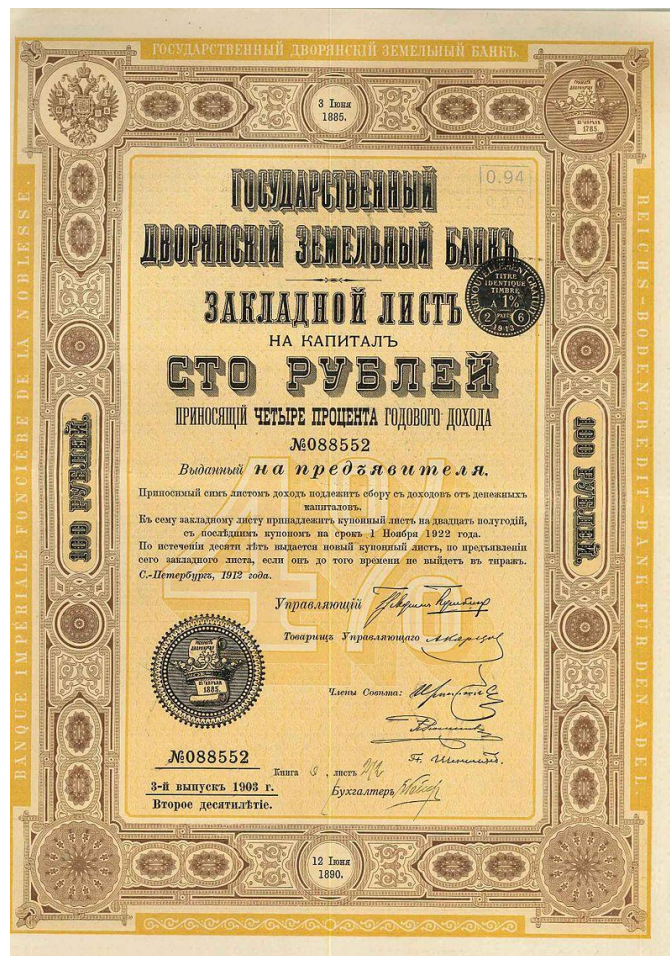 ГОСУДАРСТВЕННЫЙ ДВОРЯНСКІЙ ЗЕМЕЛЬНЫЙ БАНКЪ.
3 Іюня
1885.
0.94
ГОСУДАРСТВЕННЫЙ
ДВОРЯНСКІЙ ЗЕМЕЛЬНЫЙ БАНКЪ
TITRE
IDENTIQUE
TIMBRE
A 1%
2 6
1913
ЗАКЛАДНОЙ ЛИСТЪ
НА КАПИТАЛЪ
СТО РУБЛЕЙ
ПРИНОСЯЩІЙ ЧЕТЫРЕ ПРОЦЕНТА ГОДОВОГО ДОХОДА
№088552
Выданный на предъявителя.
Приносимый симъ листомъ доходъ подлежитъ сбору съ доходовъ отъ денежныхъ
капиталовъ.
Къ сему закладному листу принадлежитъ купонный листъ на двадцать полугодій,
съ послѣднимъ купономъ на срокъ 1 Ноября 1922 года.
По истеченіи десяти лѣтъ выдается новый купонный листъ, по предъявленіи
сего закладного листа, если онъ до того времени не выйдетъ въ тиражъ.
С.-Петербургъ, 1912 года.
4%
Управляющій
Товарищъ Управляющаго
Члены Совѣта:
№088552
Книга лист
3-й выпускъ 1903 г.
Бухгалтеръ
Второе десятилѣтіе.
12 Іюня
1890.
BANQUE IMPÉRIALE FONCIÈRE DE LA NOBLESSE.
100 РУБЛЕЙ.
100 РУБЛЕЙ.
REICHS-BODENCREDIT-BANK FÜR DEN ADEL.